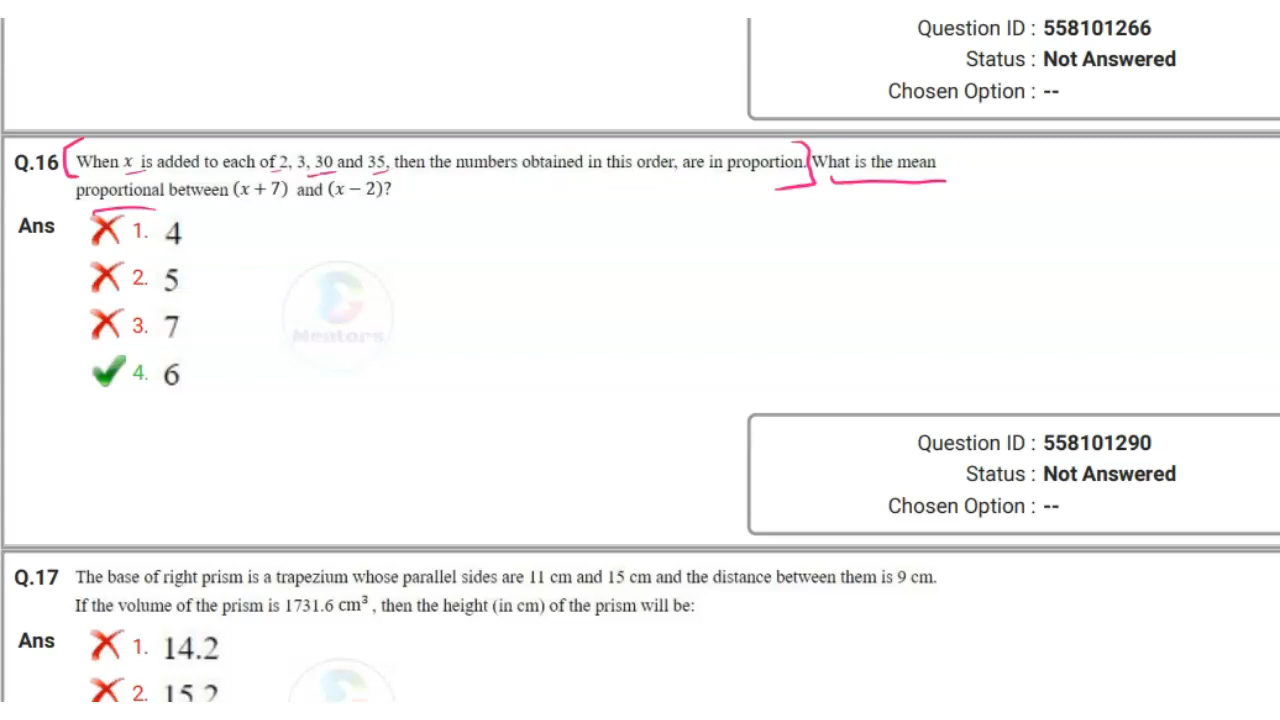 Question ID : 558101266
Status : Not Answered
Chosen Option : --
Q.16 When x is added to each of 2, 3, 30 and 35, then the numbers obtained in this order, are in proportion. What is the mean
proportional between (x + 7) and (x − 2)?
Ans 1. 4
2. 5
3. 7
4. 6
Mentors
Question ID : 558101290
Status : Not Answered
Chosen Option : --
Q.17 The base of right prism is a trapezium whose parallel sides are 11 cm and 15 cm and the distance between them is 9 cm.
If the volume of the prism is 1731.6 cm³ , then the height (in cm) of the prism will be:
Ans 1. 14.2
2. 15.2